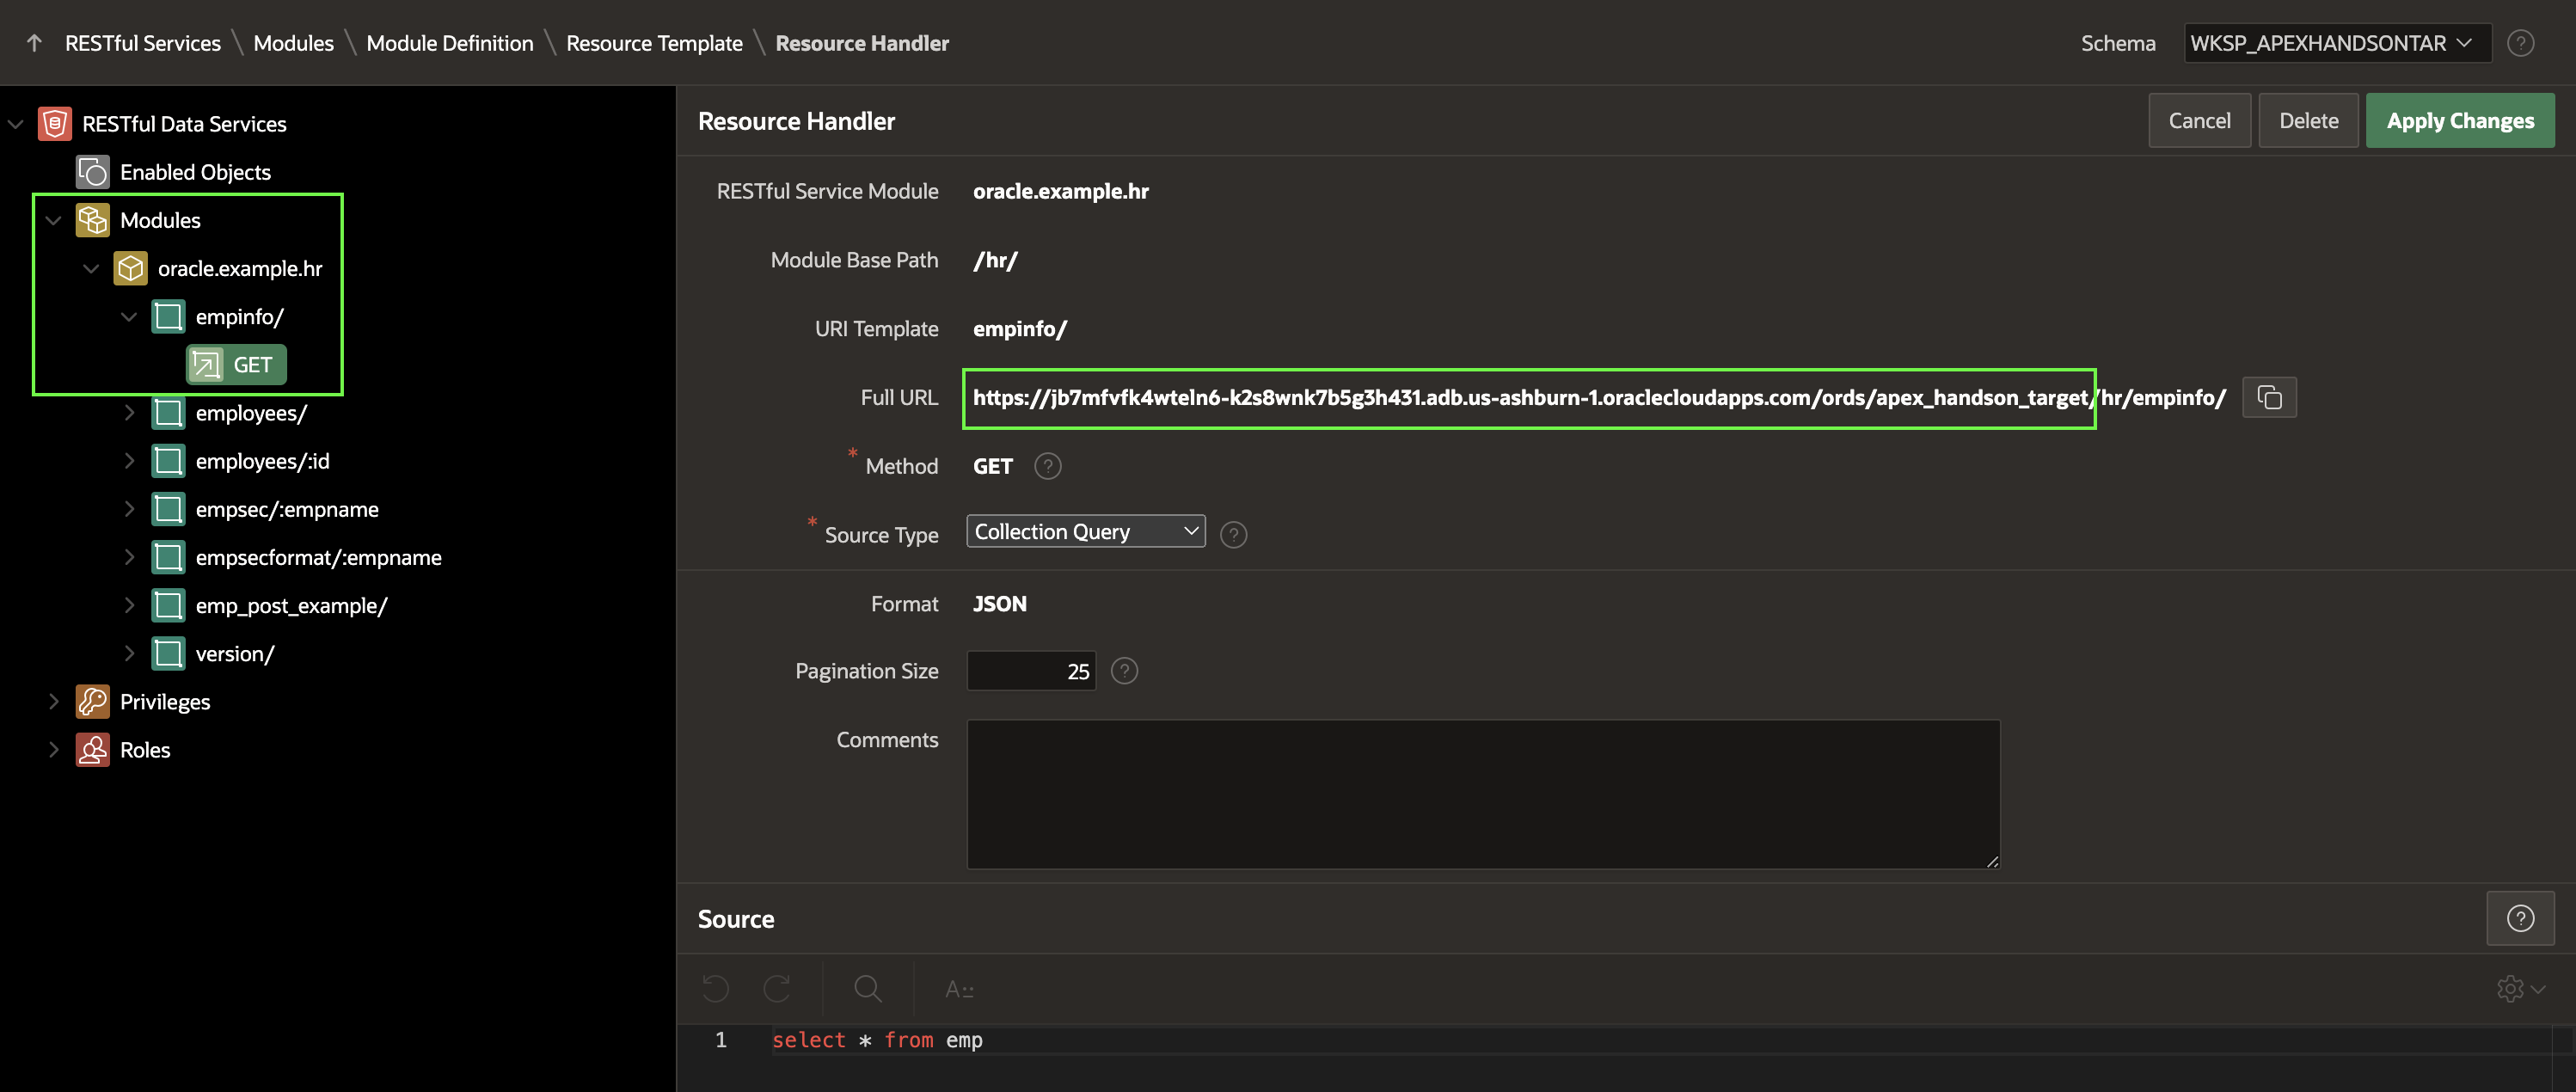 RESTful Services \ Modules \ Module Definition \ Resource Template \ Resource Handler
Schema WKSP_APEXHANDSONTAR
RESTful Data Services
Enabled Objects
Modules
oracle.example.hr
empinfo/
GET
employees/
employees/:id
empsec/:empname
empsecformat/:empname
emp_post_example/
version/
Privileges
Roles
Resource Handler
Cancel
Delete
Apply Changes
RESTful Service Module oracle.example.hr
Module Base Path /hr/
URI Template empinfo/
Full URL https://jb7mfvfk4wteln6-k2s8wnk7b5g3h431.adb.us-ashburn-1.oraclecloudapps.com/ords/apex_handson_target/hr/empinfo/
* Method GET ?
* Source Type Collection Query ?
Format JSON
Pagination Size 25 ?
Comments
Source
?
A
1 select * from emp